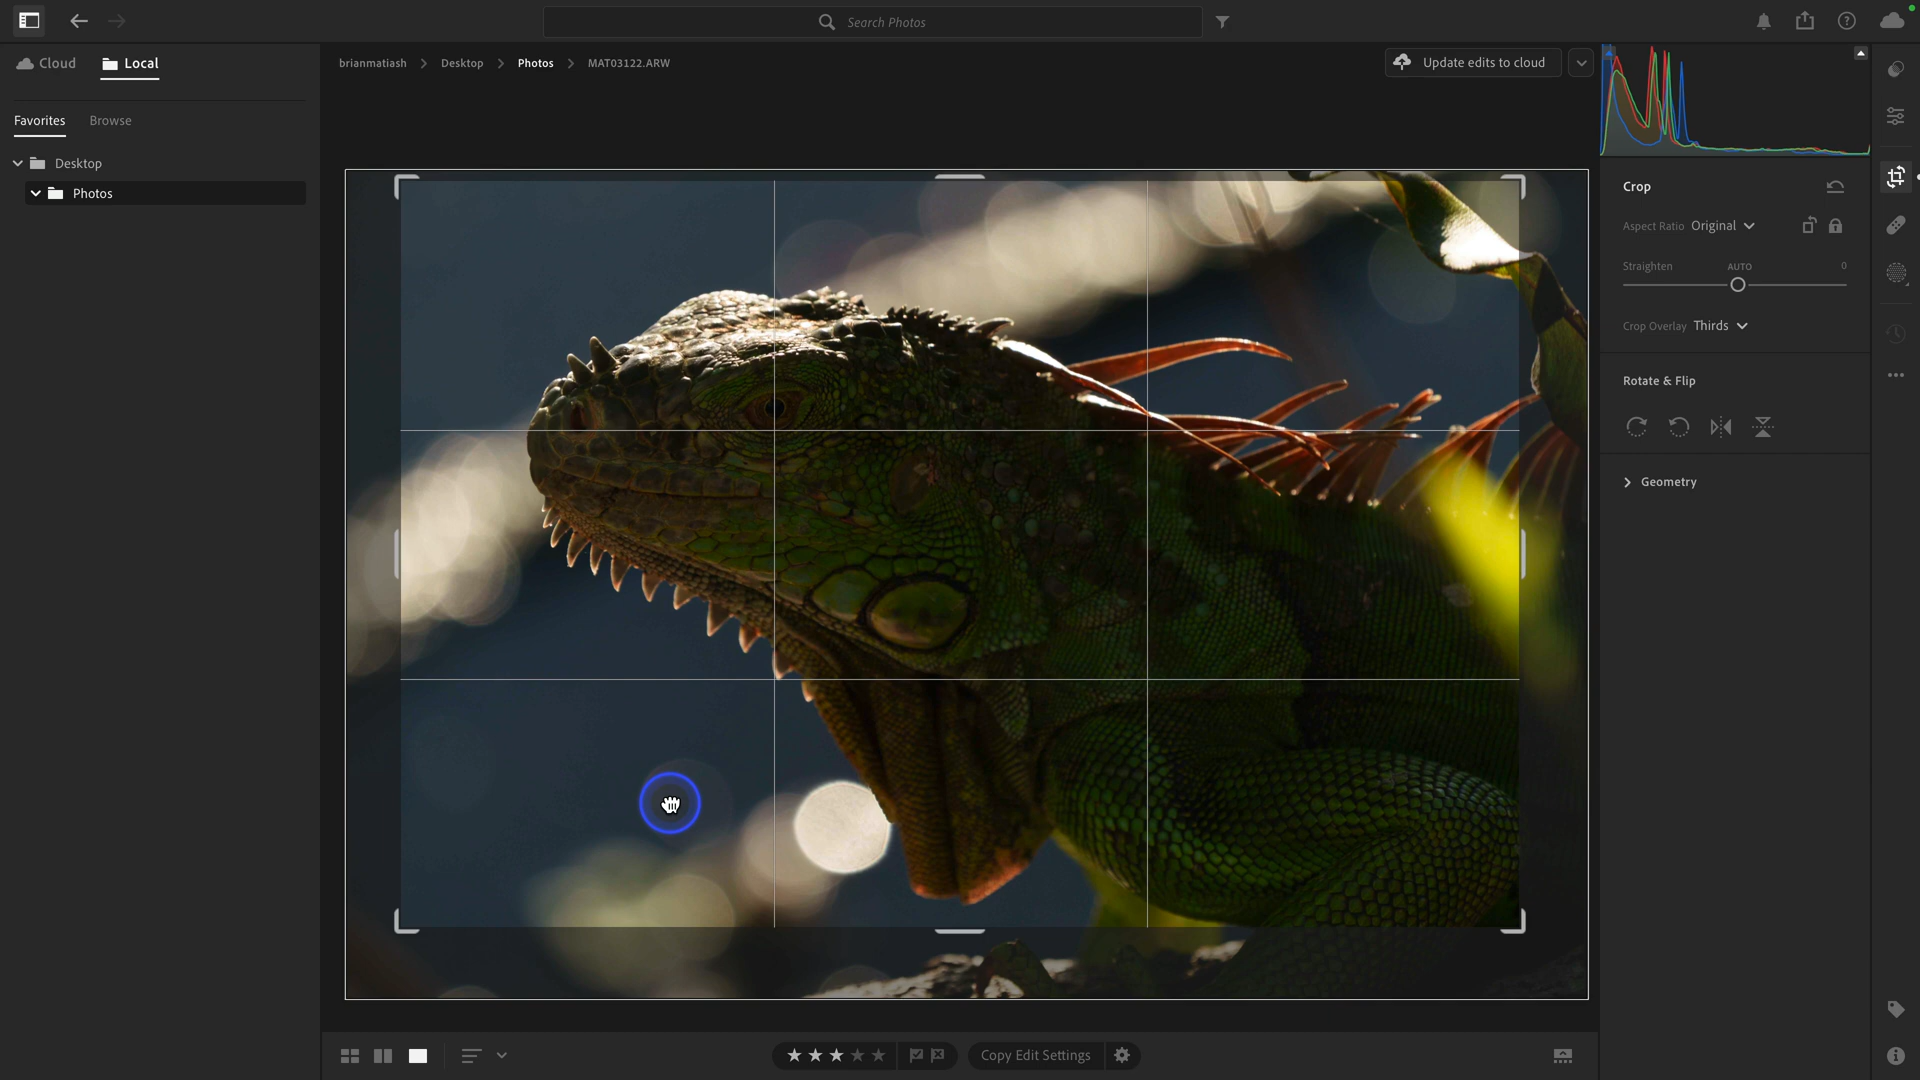 Search Photos
Cloud
Local
brianmatiash
Desktop
Photos
MAT03122.ARW
Update edits to cloud
Favorites
Browse
Desktop
Photos
Crop
Aspect Ratio Original
Straighten AUTO 0
Crop Overlay Thirds
Rotate & Flip
Geometry
Copy Edit Settings